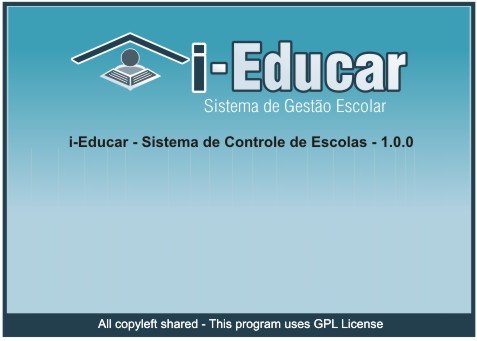 i-Educar
Sistema de Gestão Escolar
i-Educar - Sistema de Controle de Escolas - 1.0.0
All copyleft shared - This program uses GPL License